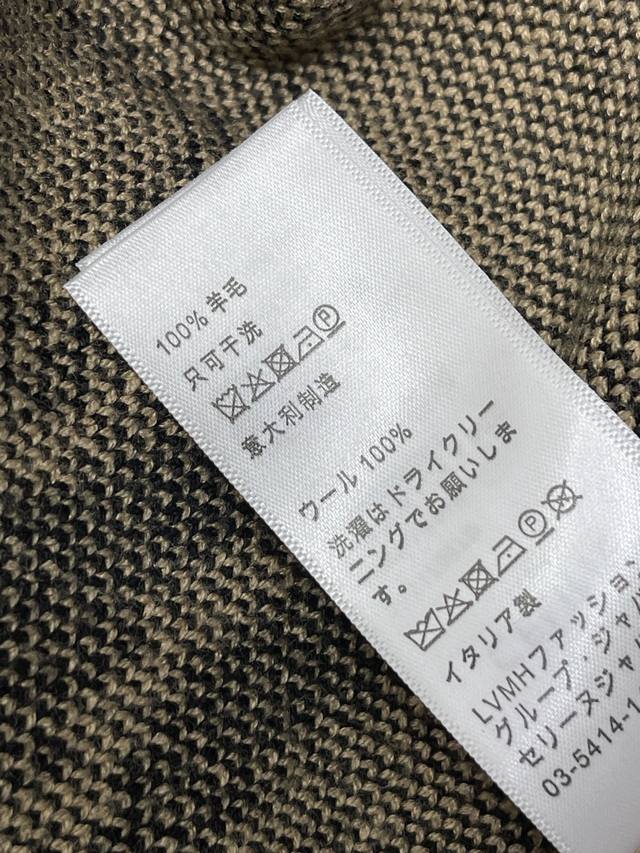 100% 羊毛
只可干洗
意大利制造
ウール 100%
洗濯はドライクリー
ニングでお願いしま
す。
イタリア製
LVMHファッション
グループ・ジャ
セリーヌジャ
03-5414-1